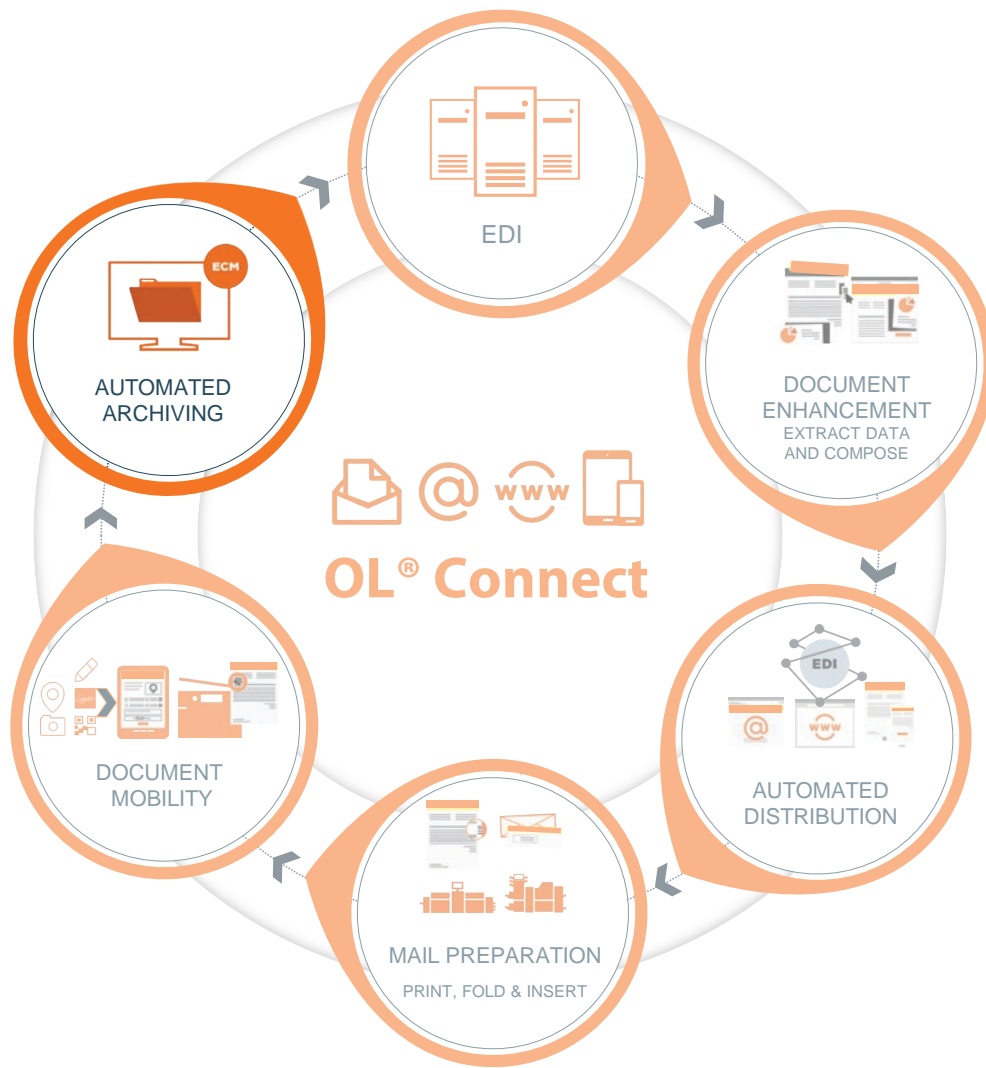 EDI
ECM
AUTOMATED
ARCHIVING
DOCUMENT
ENHANCEMENT
EXTRACT DATA
AND COMPOSE
@
www
OL® Connect
EDI
@
www
AUTOMATED
DISTRIBUTION
DOCUMENT
MOBILITY
MAIL PREPARATION
PRINT, FOLD & INSERT